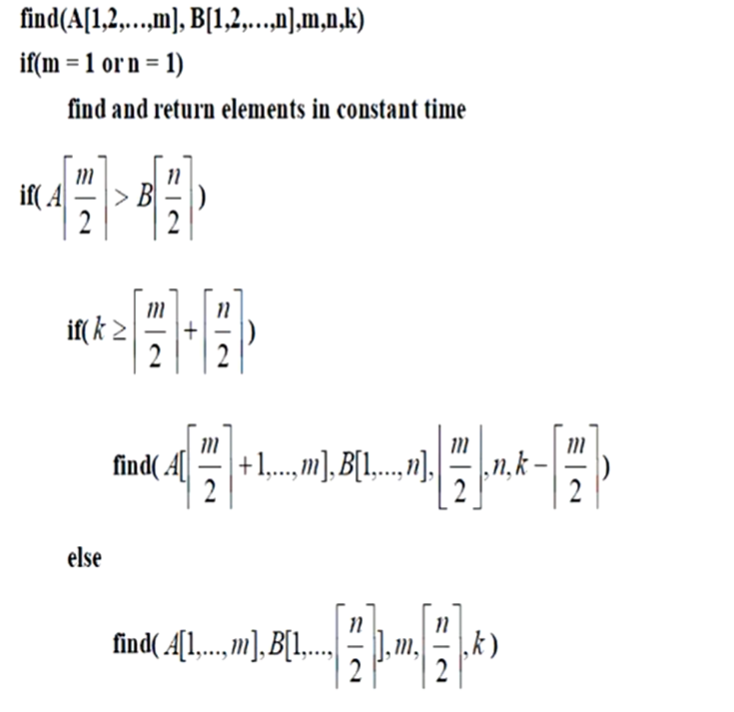 find(A[1,2,…,m], B[1,2,…,n],m,n,k)
if(m = 1 or n = 1)
find and return elements in constant time
if( A⌈m/2⌉ > B⌈n/2⌉ )
if( k ≥ ⌈m/2⌉ + ⌈n/2⌉ )
find( A[⌈m/2⌉+1,...,m], B[1,...,n], ⌊m/2⌋, n, k − ⌈m/2⌉ )
else
find( A[1,...,m], B[1,...,⌈n/2⌉], m, ⌈n/2⌉, k )